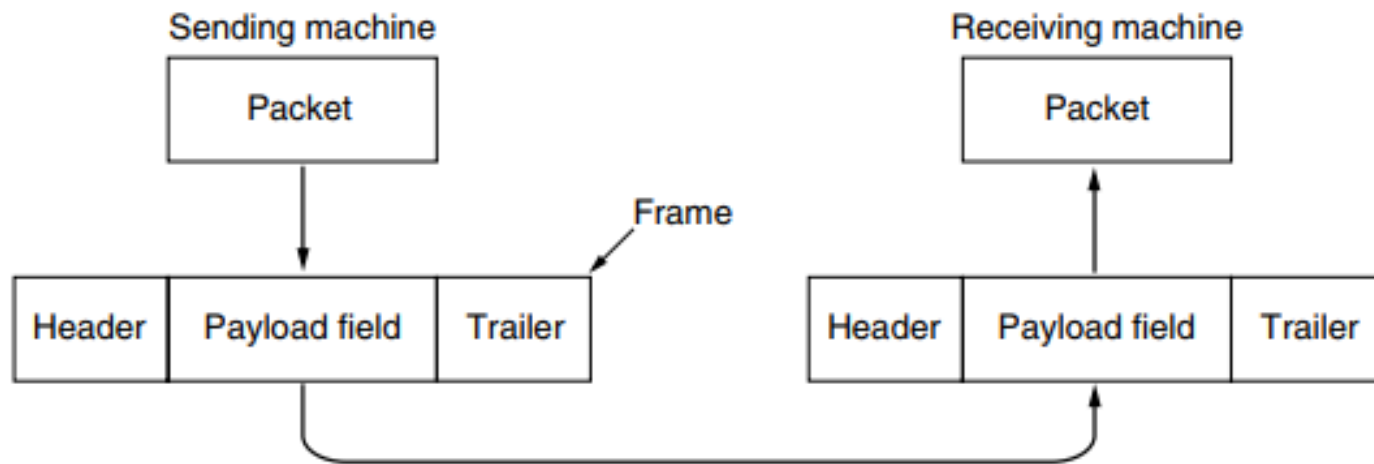 Sending machine
Receiving machine
Packet
Packet
Frame
Header
Payload field
Trailer
Header
Payload field
Trailer